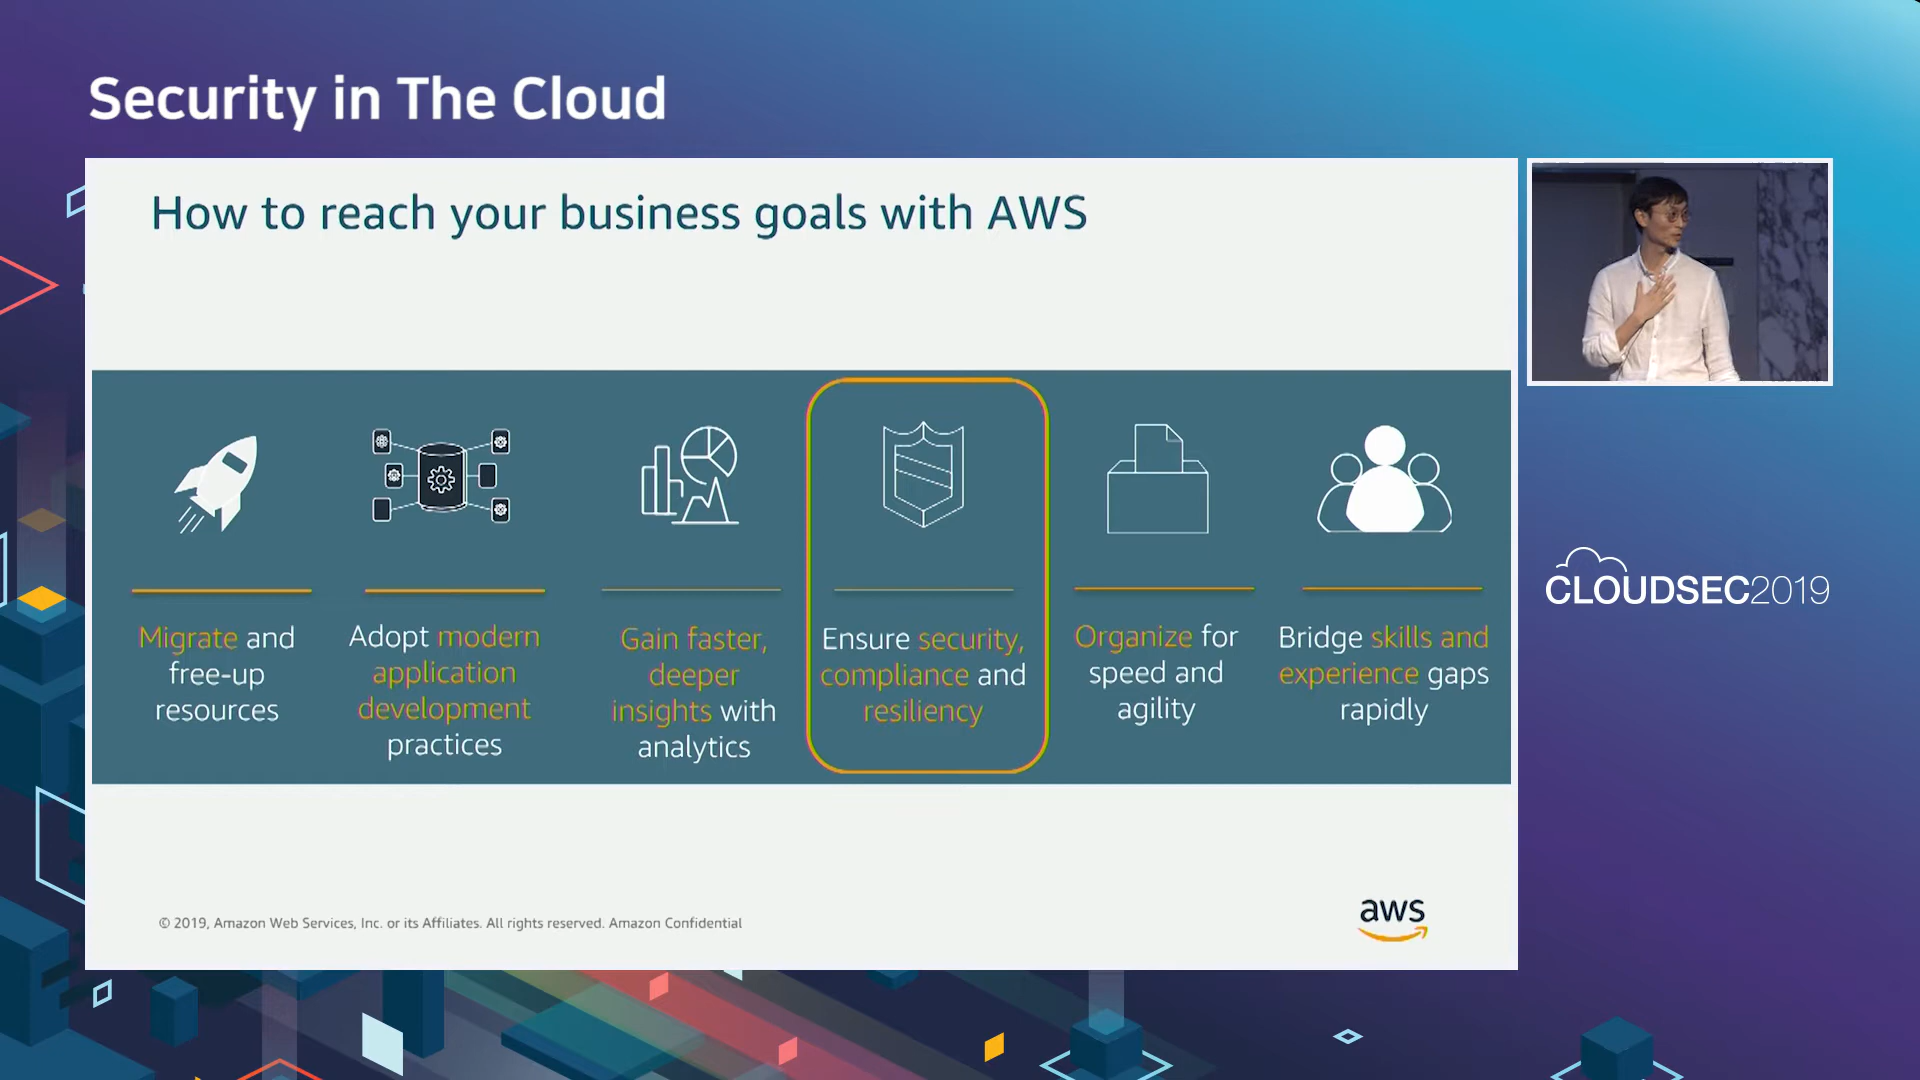 Security in The Cloud
How to reach your business goals with AWS
Migrate and
free-up
resources
Adopt modern
application
development
practices
Gain faster,
deeper
insights with
analytics
Ensure security,
compliance and
resiliency
Organize for
speed and
agility
Bridge skills and
experience gaps
rapidly
© 2019, Amazon Web Services, Inc. or its Affiliates. All rights reserved. Amazon Confidential
aws
CLOUDSEC2019